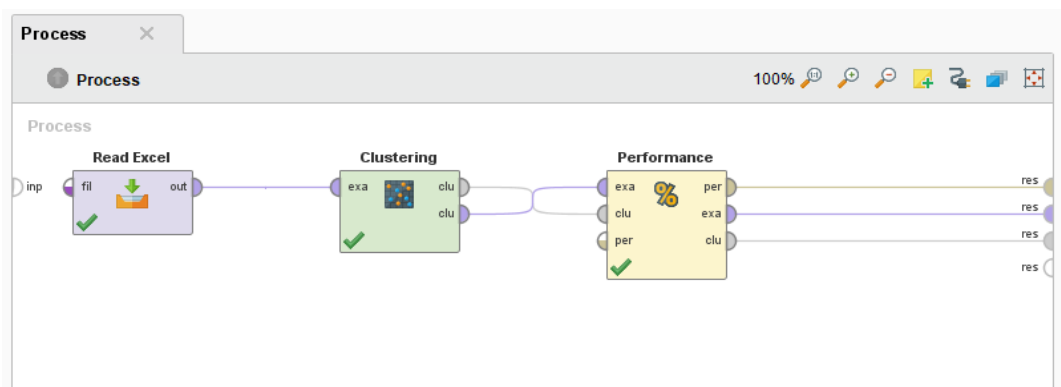 Process
Process
100%
Process
Read Excel
Clustering
Performance
inp
fil
out
exa
clu
clu
exa
per
clu
exa
per
clu
res
res
res
res